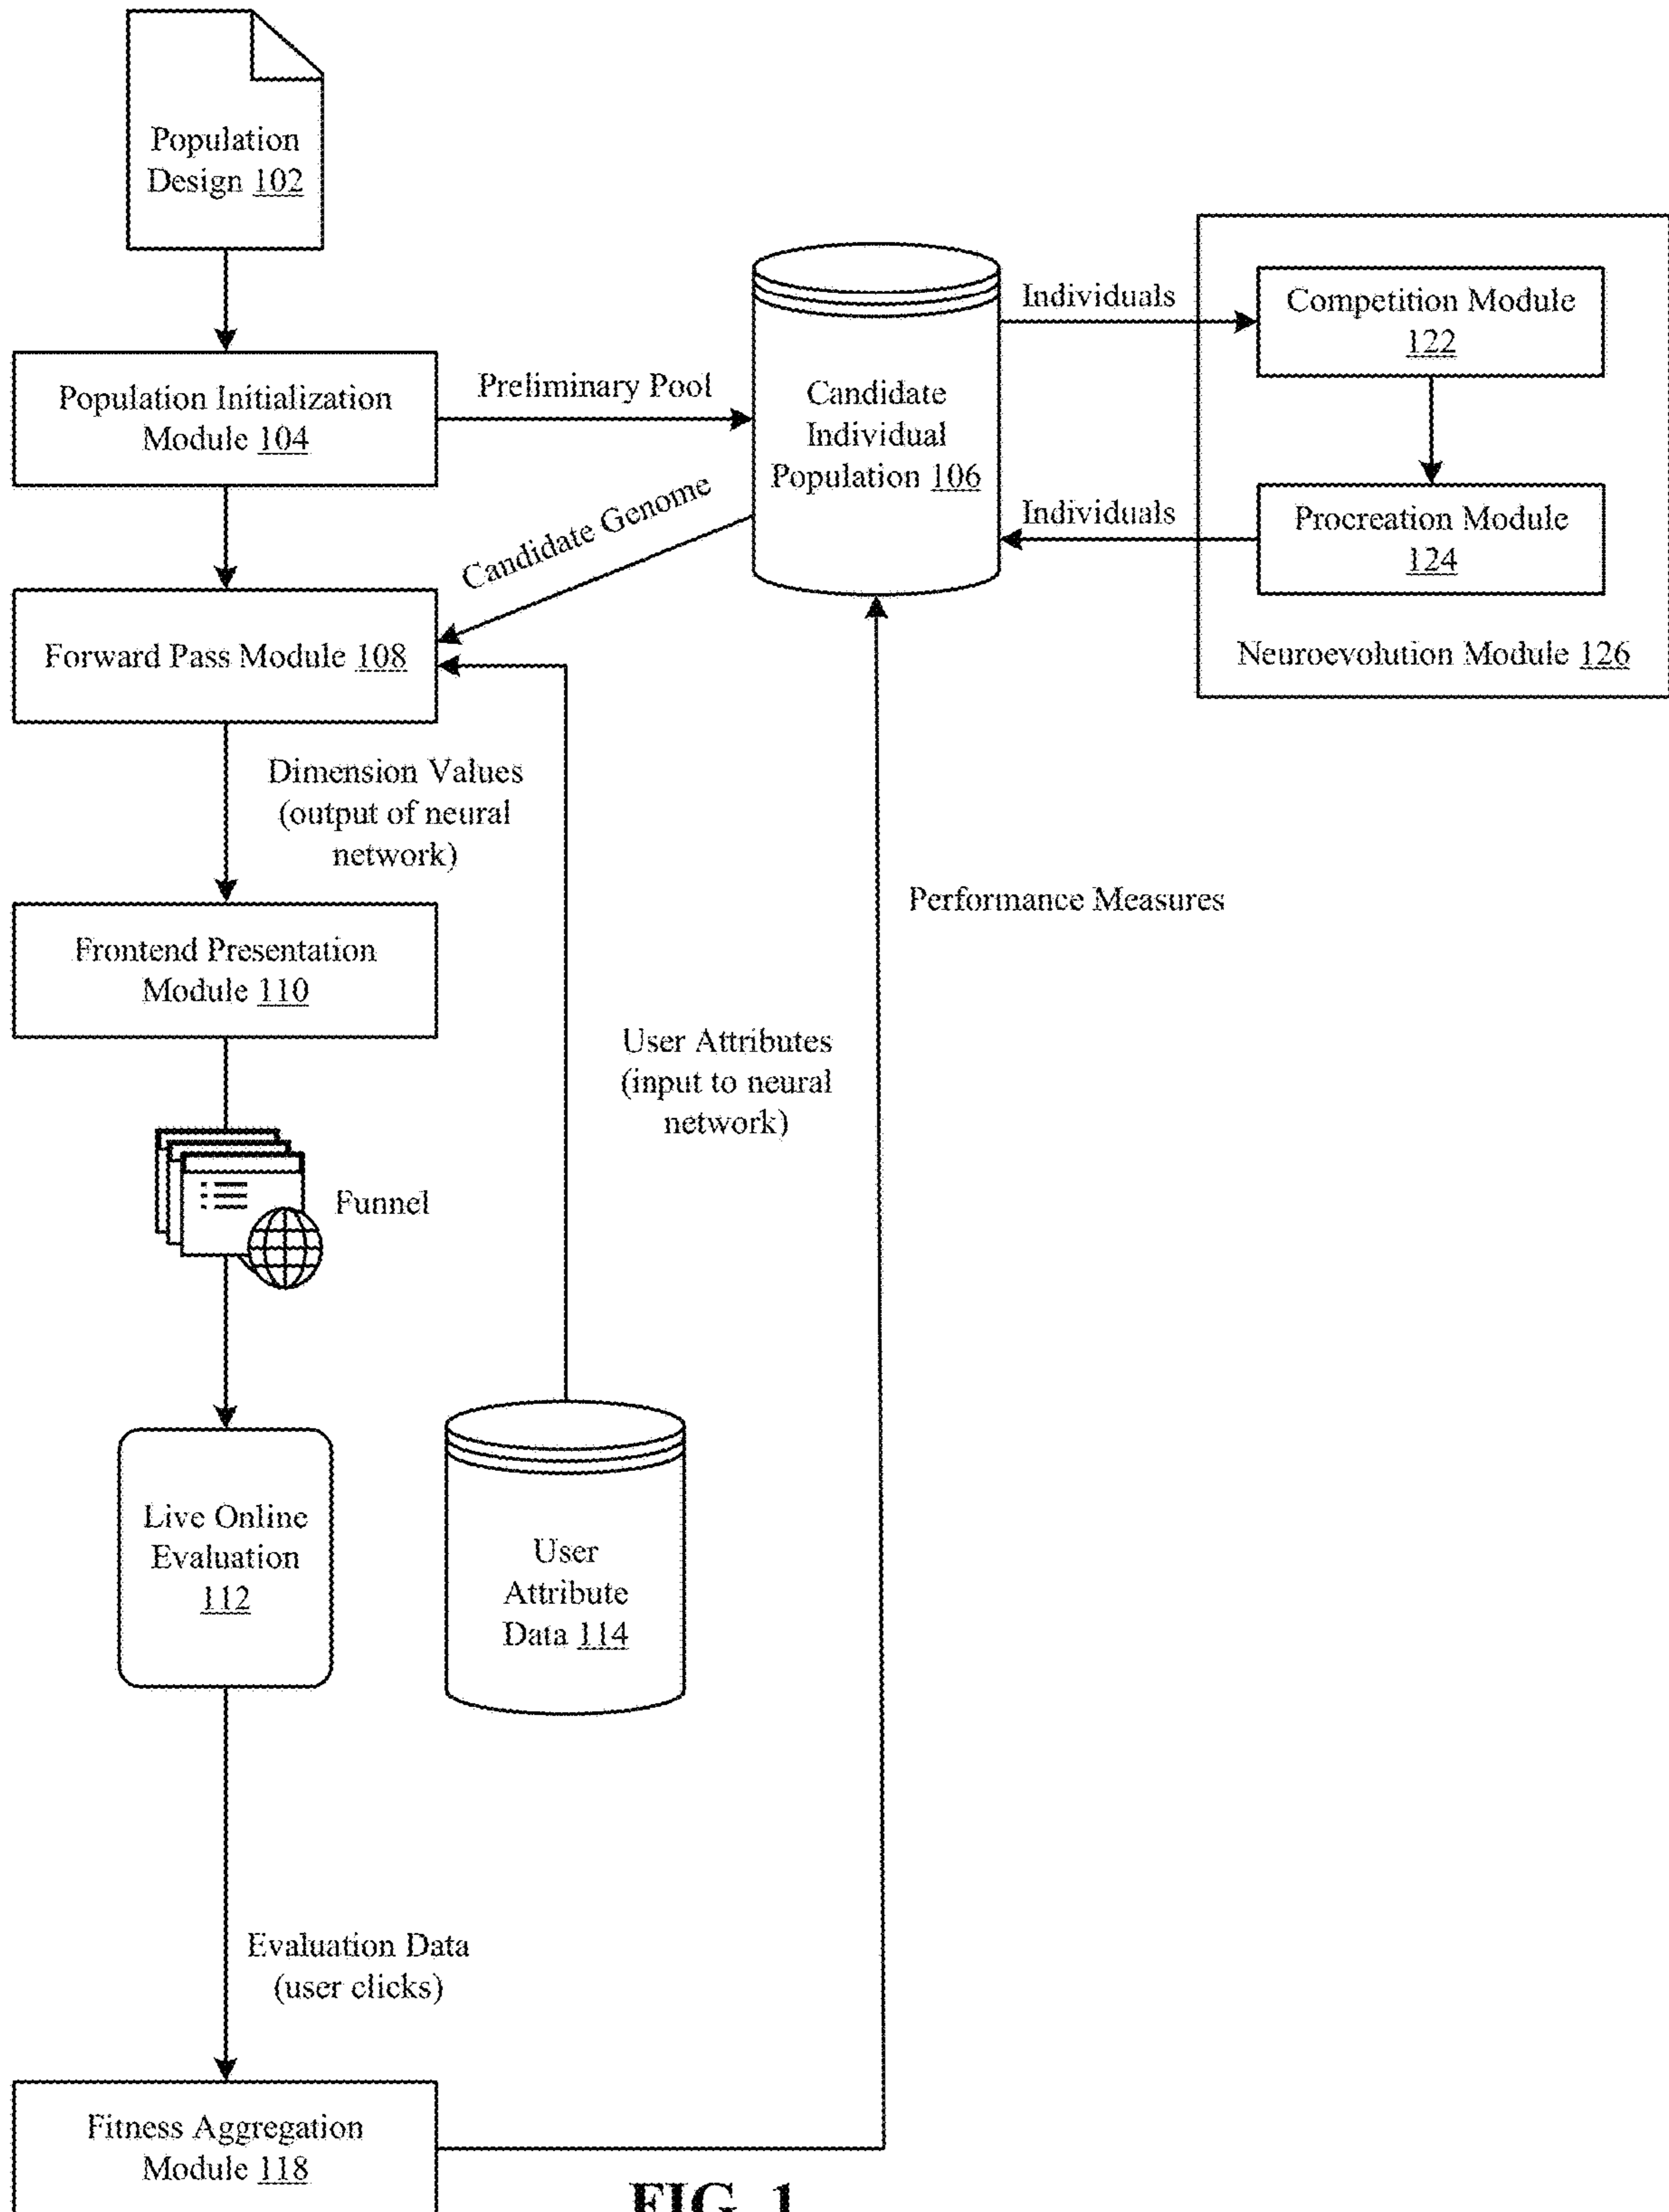 Population
Design 102
Population Initialization
Module 104
Preliminary Pool
Candidate
Individual
Population 106
Individuals
Competition Module
122
Individuals
Procreation Module
124
Neuroevolution Module 126
Candidate Genome
Forward Pass Module 108
Dimension Values
(output of neural
network)
Frontend Presentation
Module 110
Performance Measures
User Attributes
(input to neural
network)
Funnel
Live Online
Evaluation
112
User
Attribute
Data 114
Evaluation Data
(user clicks)
Fitness Aggregation
Module 118
FIG. 1